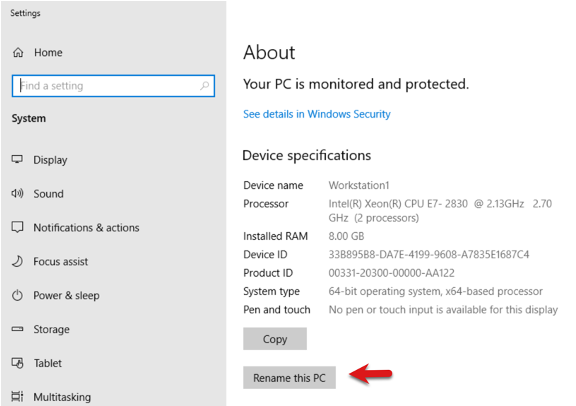 Settings
Home
Find a setting
System
Display
Sound
Notifications & actions
Focus assist
Power & sleep
Storage
Tablet
Multitasking
About
Your PC is monitored and protected.
See details in Windows Security
Device specifications
Device name Workstation1
Processor Intel(R) Xeon(R) CPU E7- 2830 @ 2.13GHz 2.70
GHz (2 processors)
Installed RAM 8.00 GB
Device ID 33B895B8-DA7E-4199-9608-A7835E1687C4
Product ID 00331-20300-00000-AA122
System type 64-bit operating system, x64-based processor
Pen and touch No pen or touch input is available for this display
Copy
Rename this PC